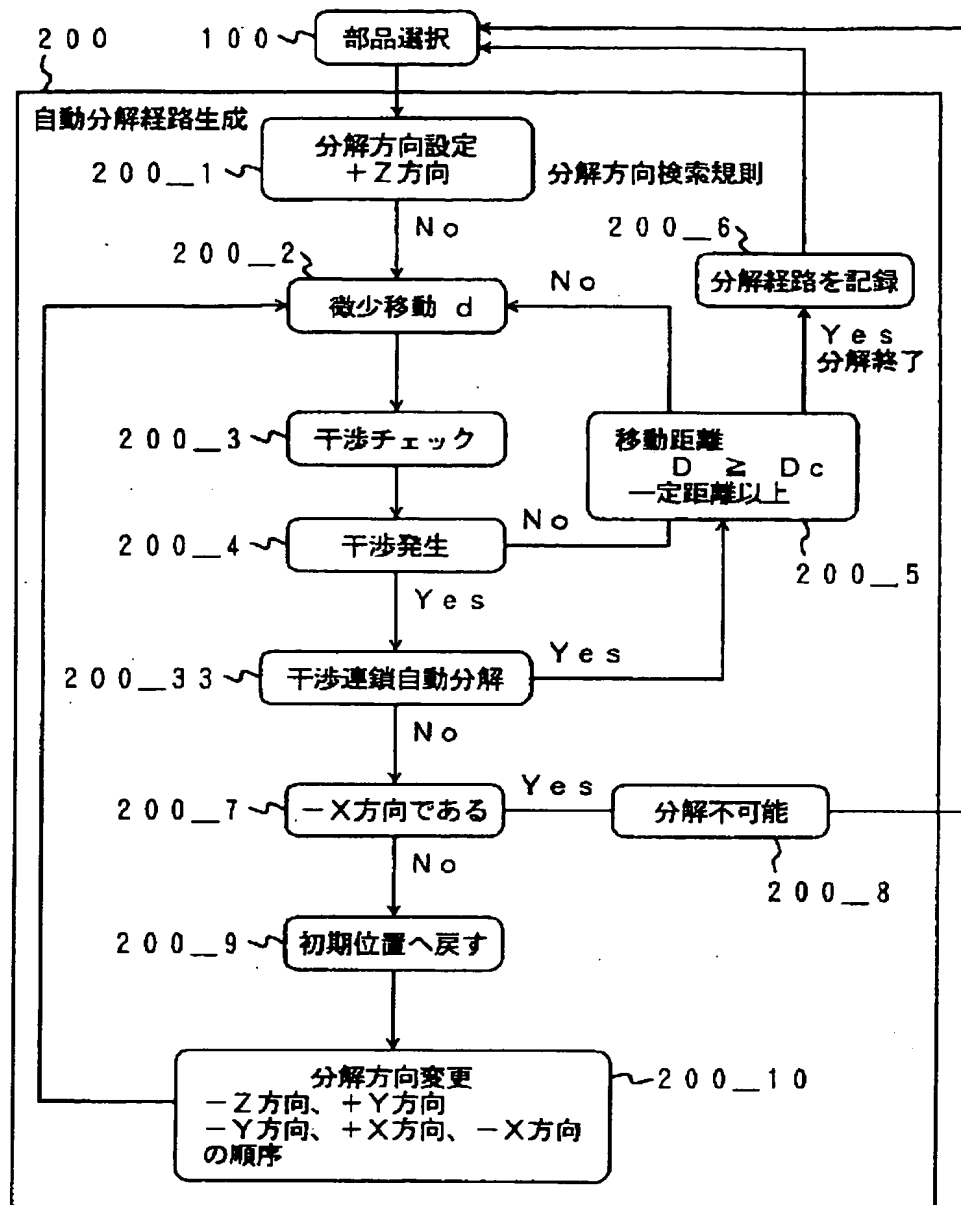 200 100 部品選択
自動分解経路生成
200_1 分解方向設定
+Z方向
分解方向検索規則
No
200_6
分解経路を記録
200_2
微少移動 d
No
Yes
分解終了
200_3 干渉チェック
移動距離
D ≧ Dc
一定距離以上
200_4 干渉発生
No
200_5
Yes
200_33 干渉連鎖自動分解
Yes
No
200_7 -X方向である
Yes
分解不可能
No
200_8
200_9 初期位置へ戻す
分解方向変更
200_10
-Z方向、+Y方向
-Y方向、+X方向、-X方向
の順序